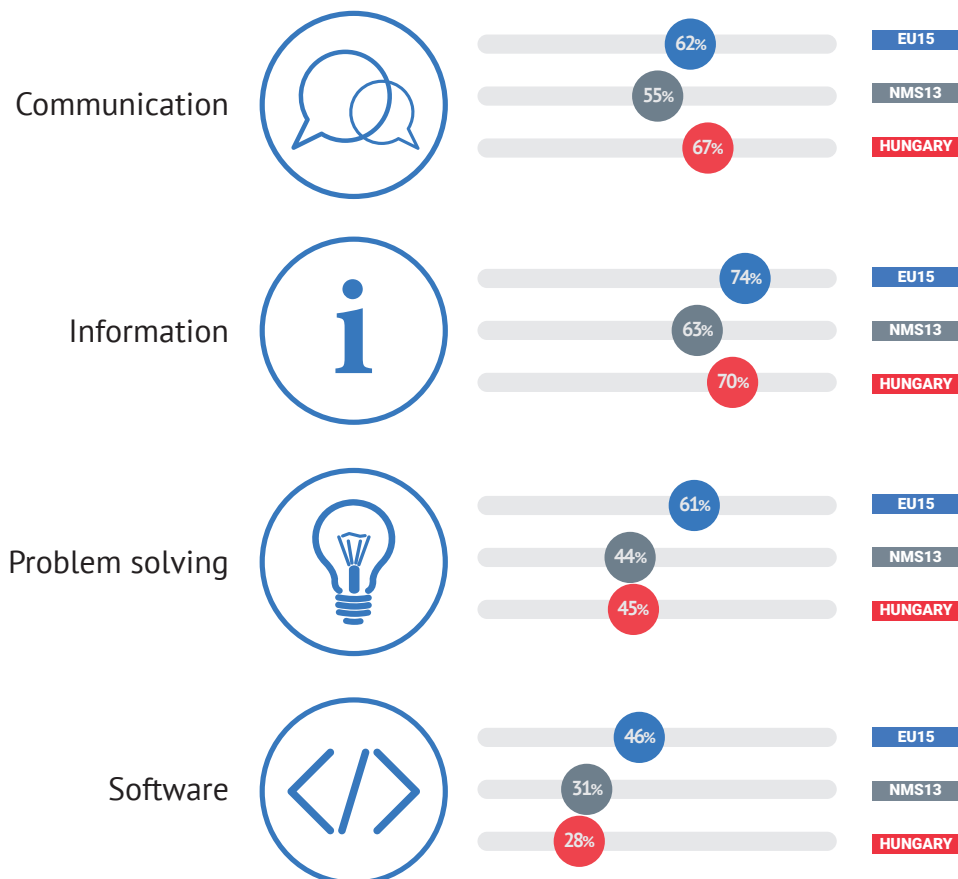 62% EU15
Communication 55% NMS13
67% HUNGARY
74% EU15
Information 63% NMS13
70% HUNGARY
61% EU15
Problem solving 44% NMS13
45% HUNGARY
46% EU15
Software 31% NMS13
28% HUNGARY